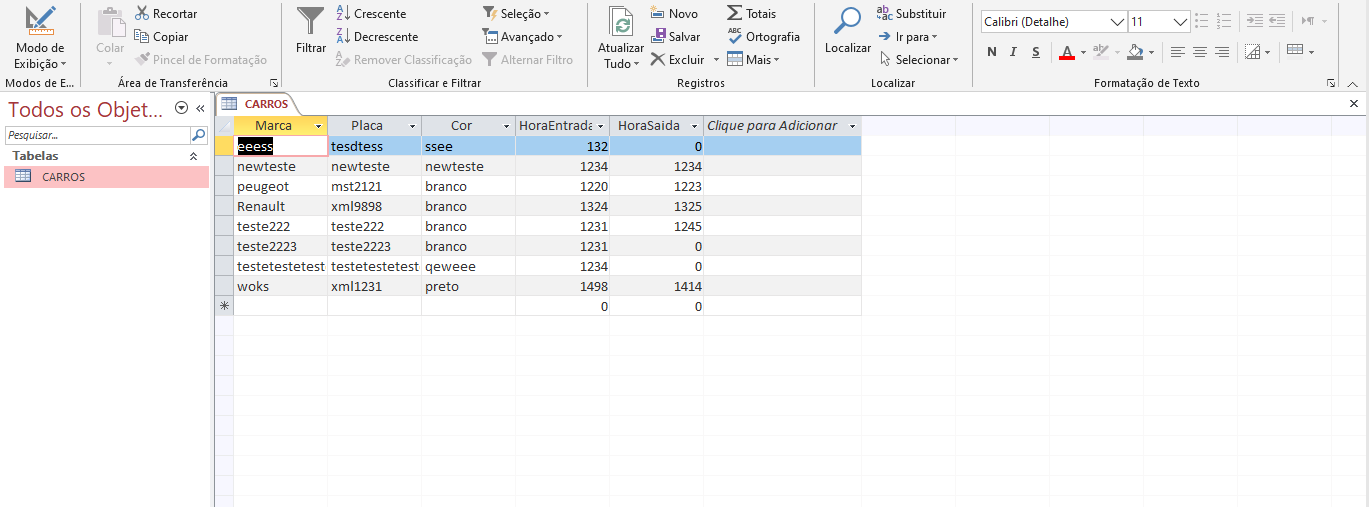 Recortar Crescente Seleção Novo Totais Substituir Calibri (Detalhe) 11
Modo de Exibição Colar Copiar Filtrar Decrescente Avançado Atualizar Tudo Salvar Ortografia Localizar Ir para
Pincel de Formatação Remover Classificação Alternar Filtro Excluir Mais Selecionar N I S A
Modos de E... Área de Transferência Classificar e Filtrar Registros Localizar Formatação de Texto
Todos os Objet... «
Pesquisar...
Tabelas
CARROS
CARROS
Marca Placa Cor HoraEntrada HoraSaida Clique para Adicionar
eeess tesdtess ssee 132 0
newteste newteste newteste 1234 1234
peugeot mst2121 branco 1220 1223
Renault xml9898 branco 1324 1325
teste222 teste222 branco 1231 1245
teste2223 teste2223 branco 1231 0
testetestetest testetestetest qeweee 1234 0
woks xml1231 preto 1498 1414
* 0 0